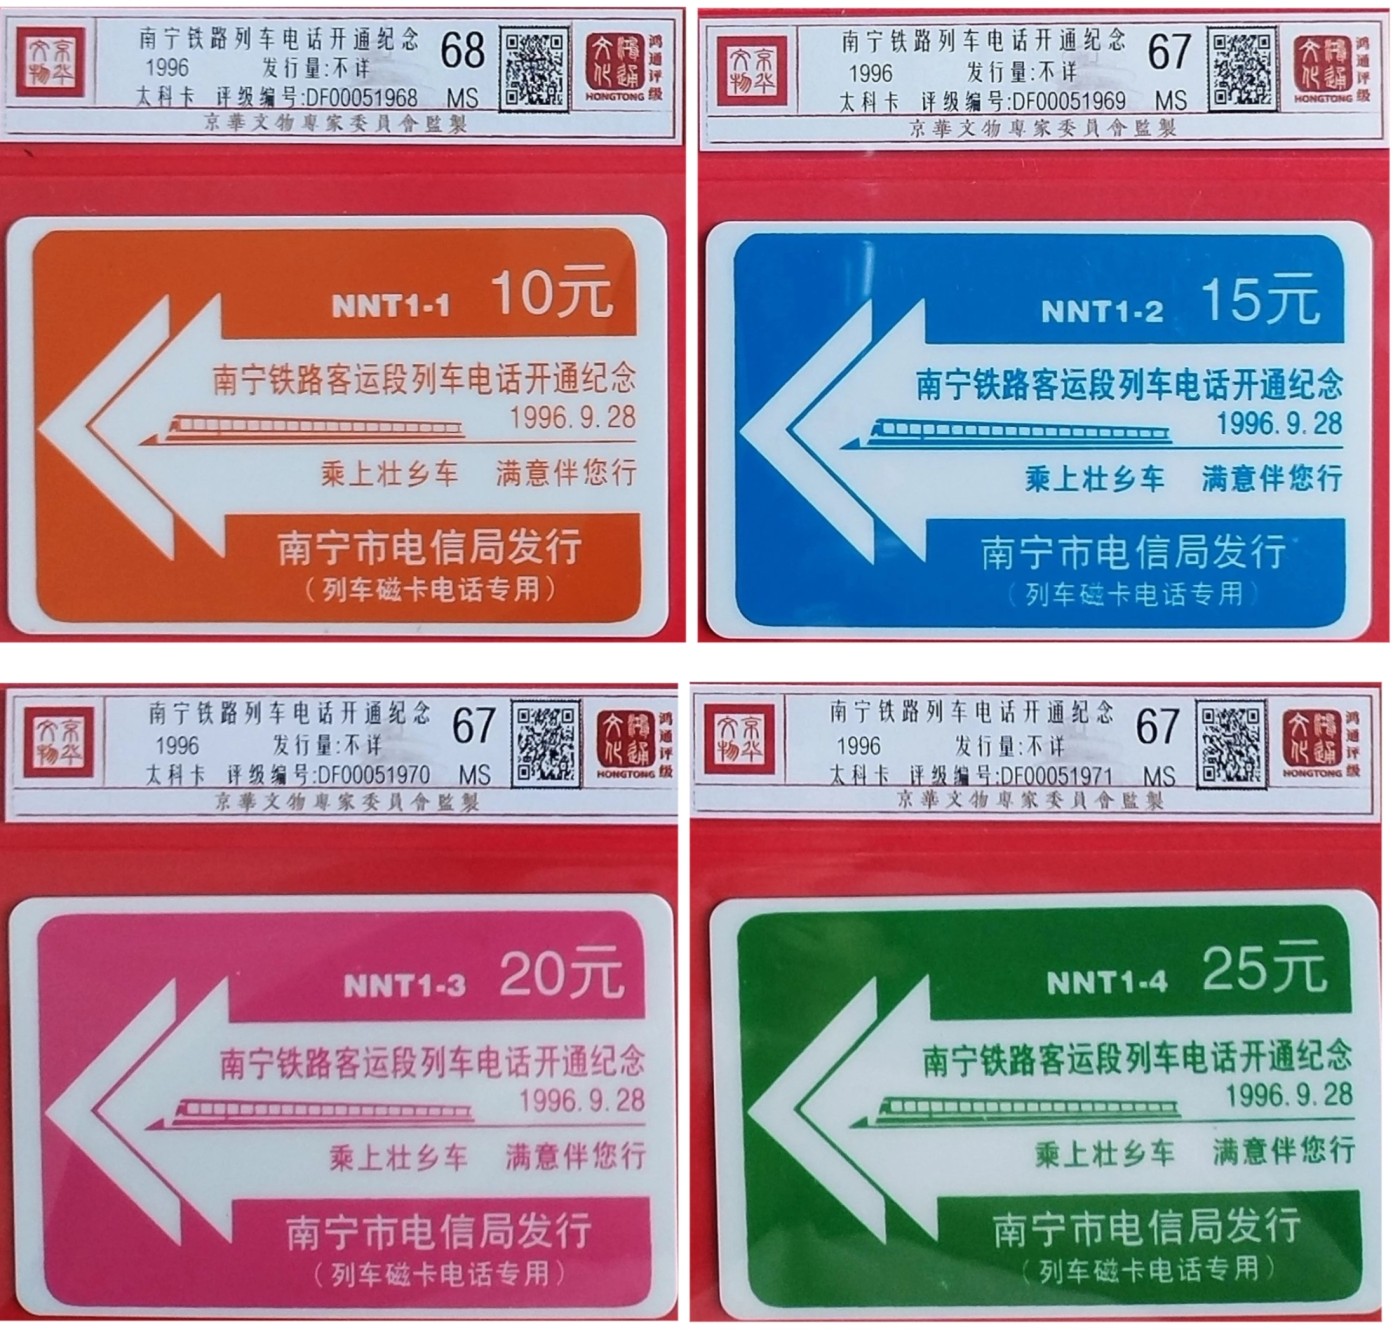 京华文物
南宁铁路列车电话开通纪念
1996 发行量:不详
太科卡 评级编号:DF00051968
68
MS
鸿通文化
HONGTONG
鸿通评级
京華文物專家委員會監製
NNT1-1 10元
南宁铁路客运段列车电话开通纪念
1996.9.28
乘上壮乡车 满意伴您行
南宁市电信局发行
(列车磁卡电话专用)
京华文物
南宁铁路列车电话开通纪念
1996 发行量:不详
太科卡 评级编号:DF00051969
67
MS
鸿通文化
HONGTONG
鸿通评级
京華文物專家委員會監製
NNT1-2 15元
南宁铁路客运段列车电话开通纪念
1996.9.28
乘上壮乡车 满意伴您行
南宁市电信局发行
(列车磁卡电话专用)
京华文物
南宁铁路列车电话开通纪念
1996 发行量:不详
太科卡 评级编号:DF00051970
67
MS
鸿通文化
HONGTONG
鸿通评级
京華文物專家委員會監製
NNT1-3 20元
南宁铁路客运段列车电话开通纪念
1996.9.28
乘上壮乡车 满意伴您行
南宁市电信局发行
(列车磁卡电话专用)
京华文物
南宁铁路列车电话开通纪念
1996 发行量:不详
太科卡 评级编号:DF00051971
67
MS
鸿通文化
HONGTONG
鸿通评级
京華文物專家委員會監製
NNT1-4 25元
南宁铁路客运段列车电话开通纪念
1996.9.28
乘上壮乡车 满意伴您行
南宁市电信局发行
(列车磁卡电话专用)